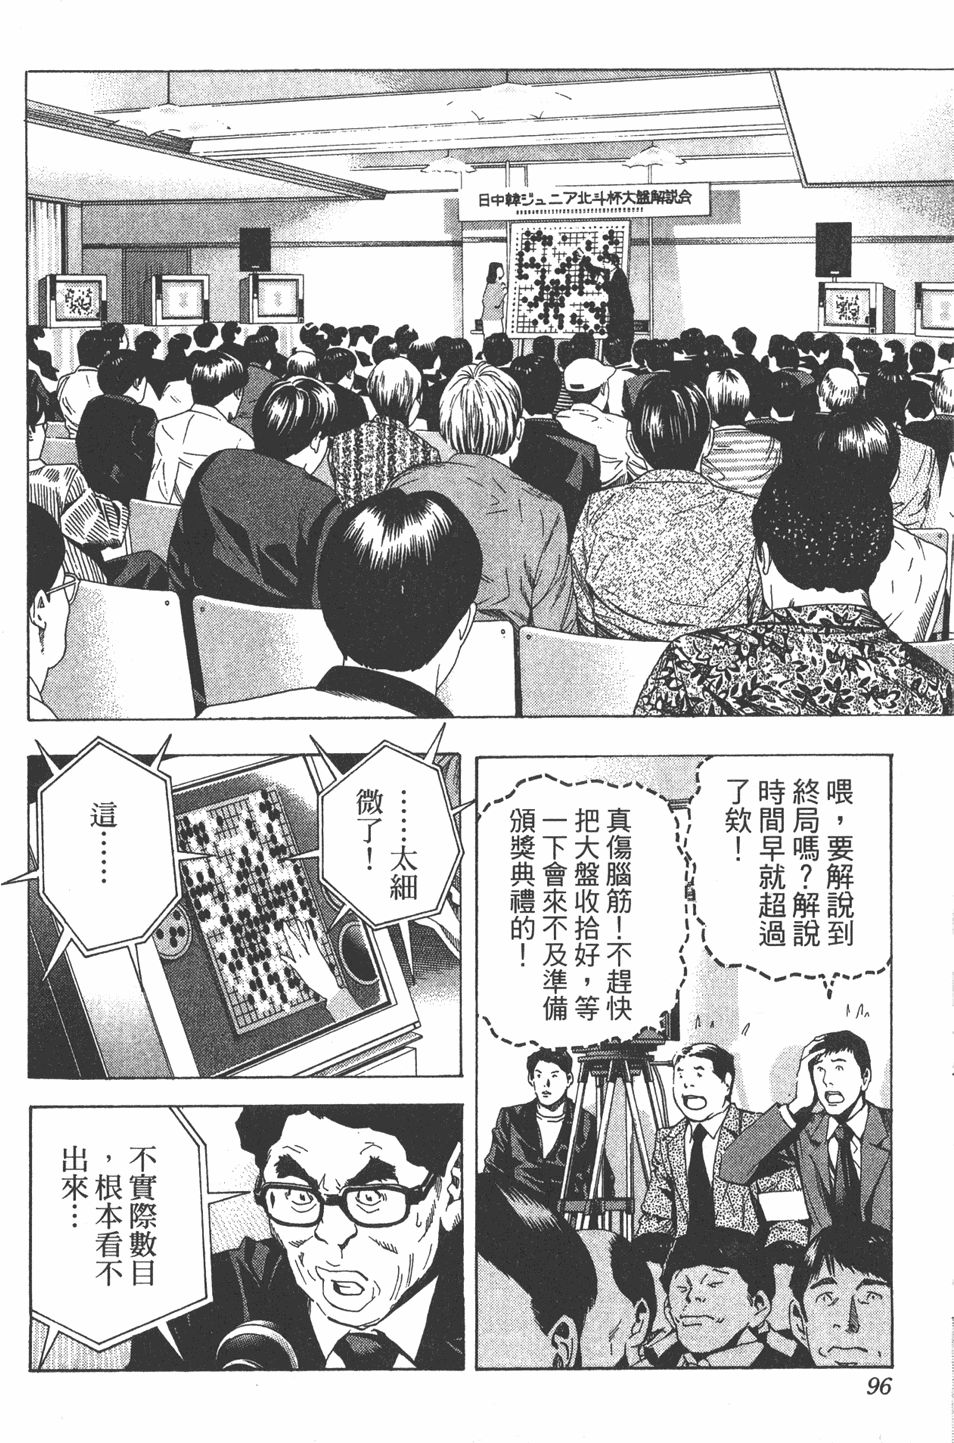 日中韓ジュニア北斗杯大盤解説会
喂，要解說到
終局嗎？解說
時間早就超過
了欸！
真傷腦筋！不趕快
把大盤收拾好，等
一下會來不及準備
頒獎典禮的！
……太細
微了！
這……
不實際數目
，根本看不
出來…
96